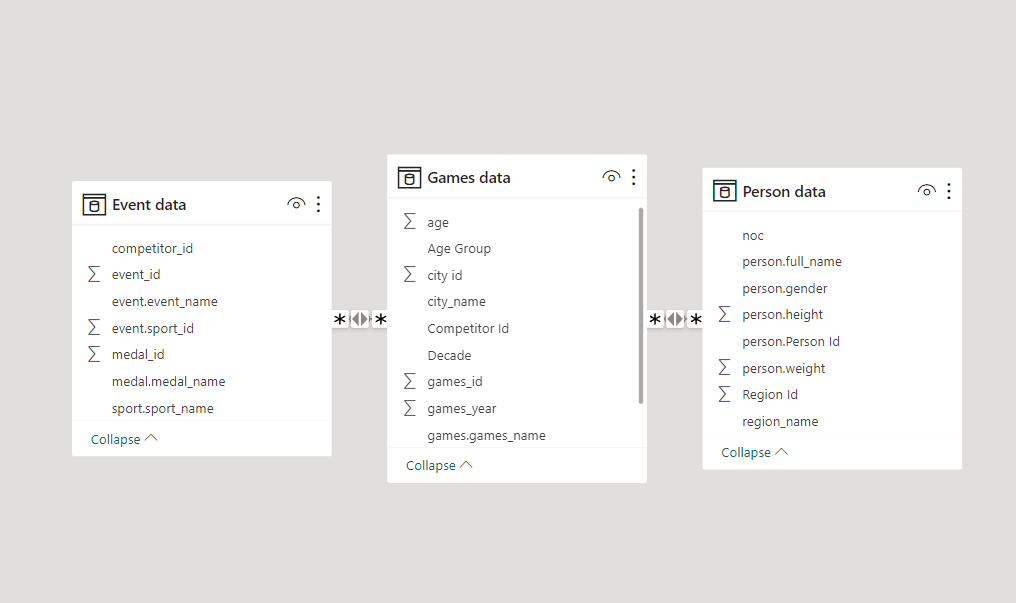 Event data
competitor_id
event_id
event.event_name
event.sport_id
medal_id
medal.medal_name
sport.sport_name
Collapse
Games data
age
Age Group
city id
city_name
Competitor Id
Decade
games_id
games_year
games.games_name
Collapse
Person data
noc
person.full_name
person.gender
person.height
person.Person Id
person.weight
Region Id
region_name
Collapse